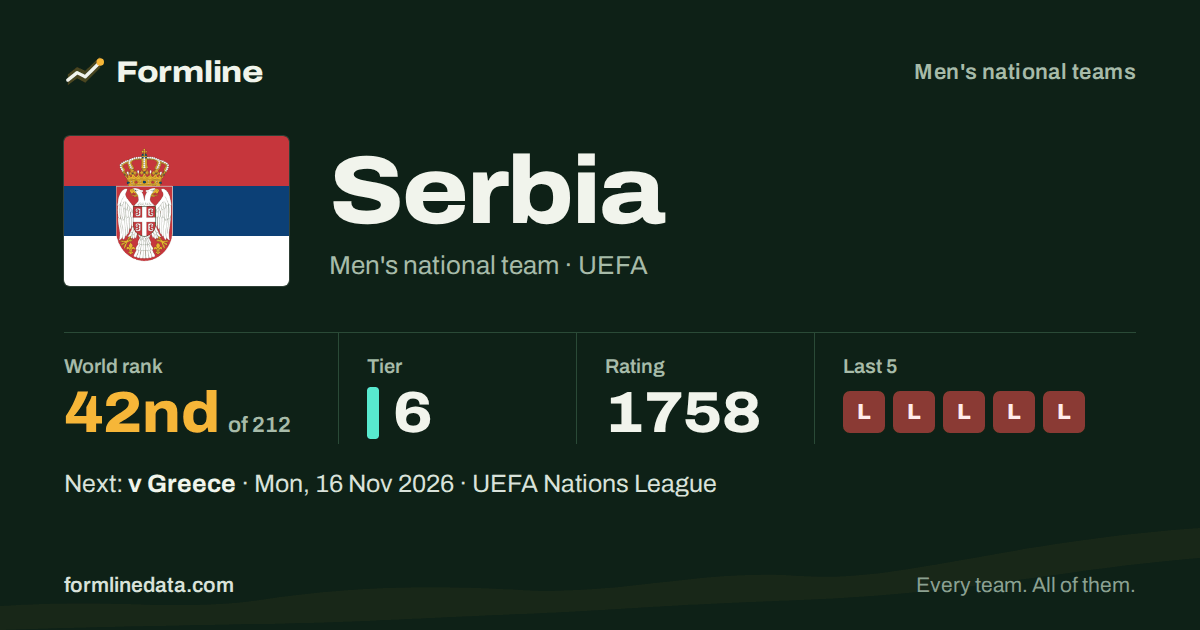 Formline
Men's national teams
Serbia
Men's national team · UEFA
World rank
42nd of 212
Tier
6
Rating
1758
Last 5
L L L L L
Next: v Greece · Mon, 16 Nov 2026 · UEFA Nations League
formlinedata.com
Every team. All of them.